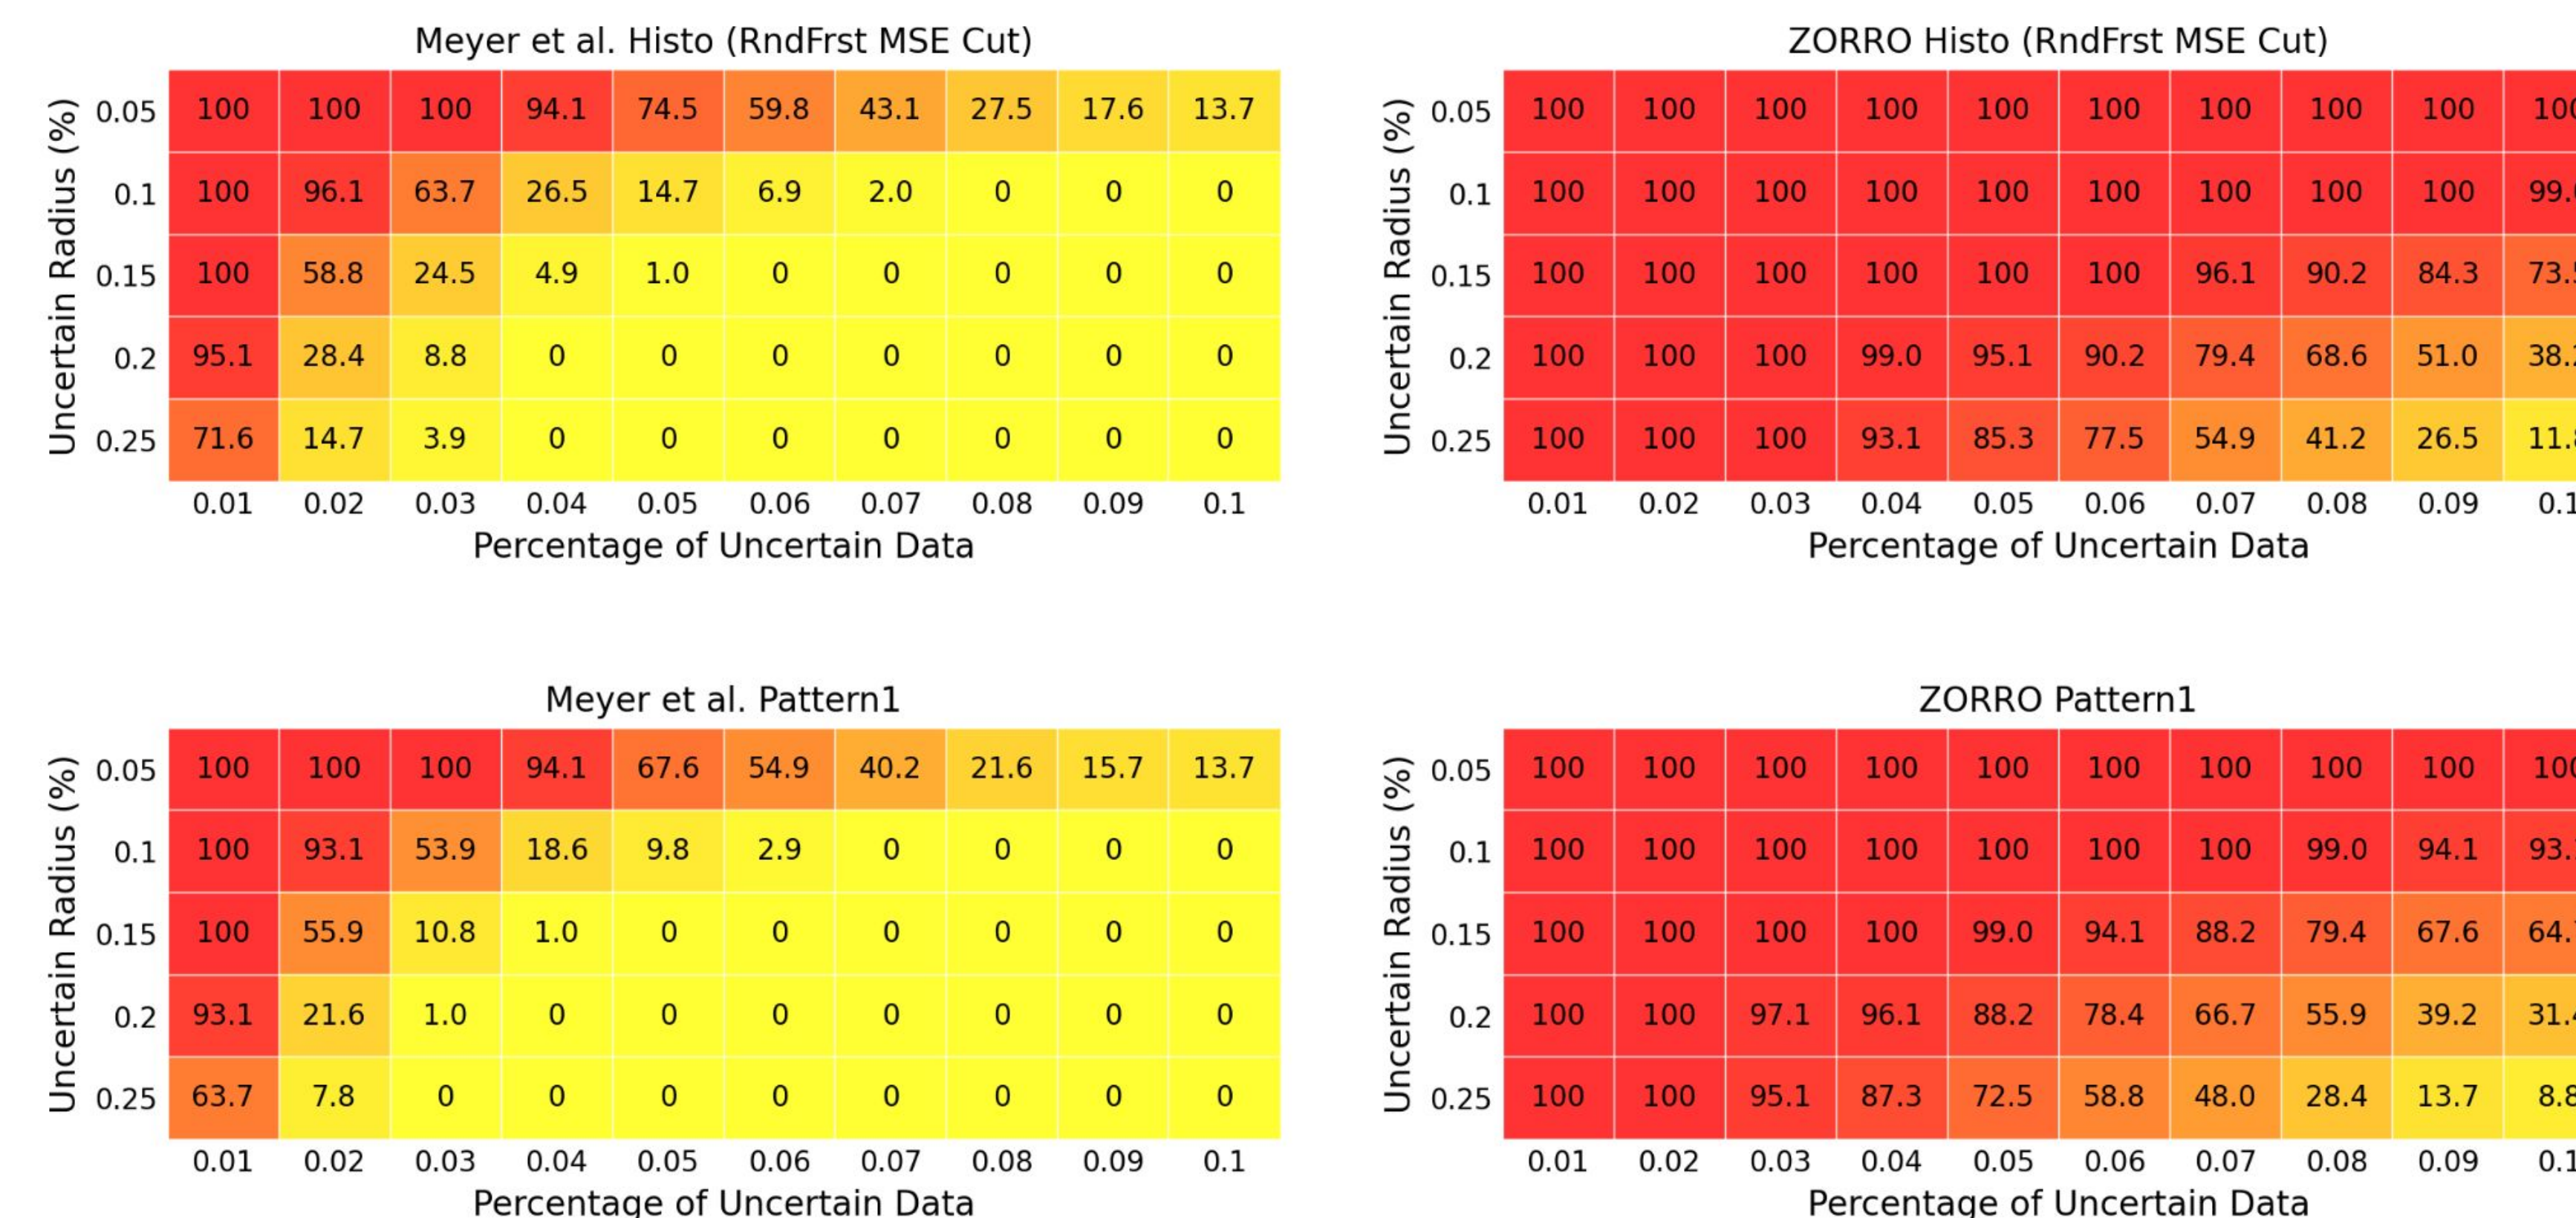 Meyer et al. Histo (RndFrst MSE Cut)
Uncertain Radius (%)
0.05 100 100 100 94.1 74.5 59.8 43.1 27.5 17.6 13.7
0.1 100 96.1 63.7 26.5 14.7 6.9 2.0 0 0 0
0.15 100 58.8 24.5 4.9 1.0 0 0 0 0 0
0.2 95.1 28.4 8.8 0 0 0 0 0 0 0
0.25 71.6 14.7 3.9 0 0 0 0 0 0 0
0.01 0.02 0.03 0.04 0.05 0.06 0.07 0.08 0.09 0.1
Percentage of Uncertain Data
ZORRO Histo (RndFrst MSE Cut)
Uncertain Radius (%)
0.05 100 100 100 100 100 100 100 100 100
0.1 100 100 100 100 100 100 100 100 100
0.15 100 100 100 100 100 100 96.1 90.2 84.3
0.2 100 100 100 99.0 95.1 90.2 79.4 68.6 51.0
0.25 100 100 100 93.1 85.3 77.5 54.9 41.2 26.5
0.01 0.02 0.03 0.04 0.05 0.06 0.07 0.08 0.09 0.1
Percentage of Uncertain Data
Meyer et al. Pattern1
Uncertain Radius (%)
0.05 100 100 100 94.1 67.6 54.9 40.2 21.6 15.7 13.7
0.1 100 93.1 53.9 18.6 9.8 2.9 0 0 0 0
0.15 100 55.9 10.8 1.0 0 0 0 0 0 0
0.2 93.1 21.6 1.0 0 0 0 0 0 0 0
0.25 63.7 7.8 0 0 0 0 0 0 0 0
0.01 0.02 0.03 0.04 0.05 0.06 0.07 0.08 0.09 0.1
Percentage of Uncertain Data
ZORRO Pattern1
Uncertain Radius (%)
0.05 100 100 100 100 100 100 100 100 100
0.1 100 100 100 100 100 100 100 99.0 94.1
0.15 100 100 100 100 99.0 94.1 88.2 79.4 67.6
0.2 100 100 97.1 96.1 88.2 78.4 66.7 55.9 39.2
0.25 100 100 95.1 87.3 72.5 58.8 48.0 28.4 13.7
0.01 0.02 0.03 0.04 0.05 0.06 0.07 0.08 0.09 0.1
Percentage of Uncertain Data